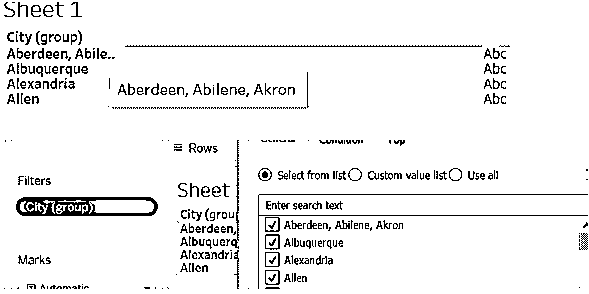 Sheet 1
City (group)
Aberdeen, Abile..
Abc
Albuquerque
Abc
Alexandria
Abc
Allen
Abc
Aberdeen, Abilene, Akron
Rows
Condition
Top
Filters
Select from list
Custom value list
Use all
City (group)
Sheet
Enter search text
City (grou
Aberdeen,
Aberdeen, Abilene, Akron
Albuquerq
Albuquerque
Alexandria
Alexandria
Allen
Allen
Marks
Automatic